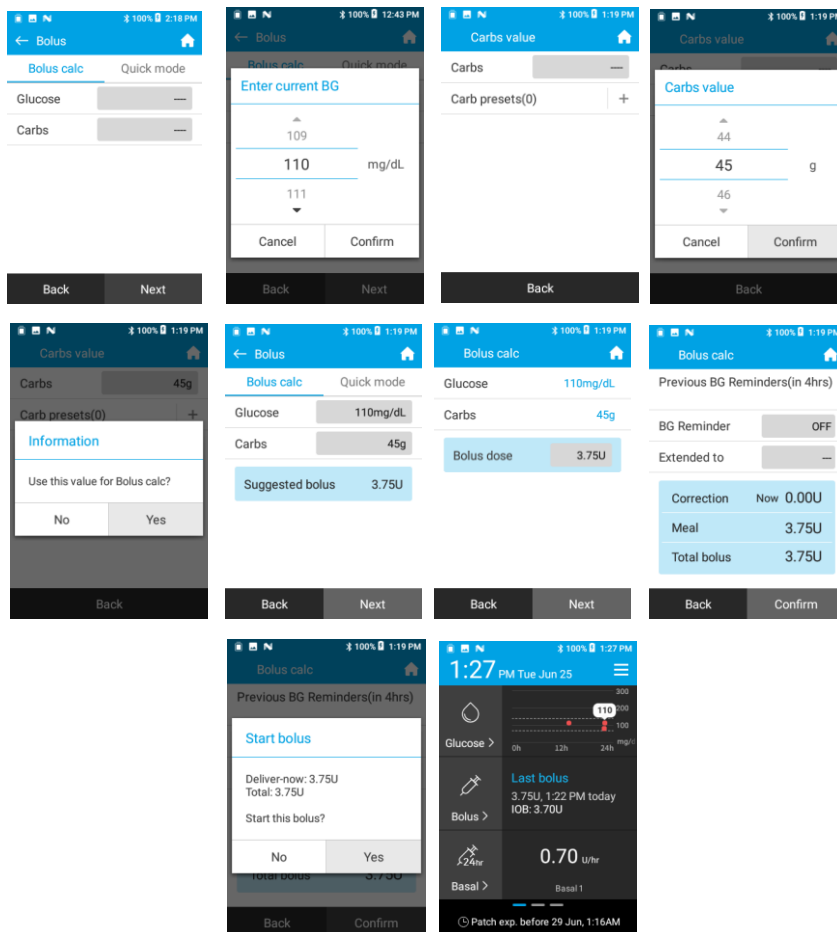 100% 2:18 PM
← Bolus
Bolus calc Quick mode
Glucose —
Carbs —
Back Next
100% 12:43 PM
← Bolus
Bolus calc Quick mode
Enter current BG
109
110 mg/dL
111
Cancel Confirm
Back Next
100% 1:19 PM
Carbs value
Carbs —
Carb presets(0) +
Back
100% 1:19 PM
Carbs value
Carbs
Carbs value
44
45 g
46
Cancel Confirm
Back
100% 1:19 PM
Carbs value
Carbs 45g
Carb presets(0) +
Information
Use this value for Bolus calc?
No Yes
Back
100% 1:19 PM
← Bolus
Bolus calc Quick mode
Glucose 110mg/dL
Carbs 45g
Suggested bolus 3.75U
Back Next
100% 1:19 PM
Bolus calc
Glucose 110mg/dL
Carbs 45g
Bolus dose 3.75U
Back Next
100% 1:19 PM
Bolus calc
Previous BG Reminders(in 4hrs)
BG Reminder OFF
Extended to —
Correction Now 0.00U
Meal 3.75U
Total bolus 3.75U
Back Confirm
100% 1:19 PM
Bolus calc
Previous BG Reminders(in 4hrs)
Start bolus
Deliver-now: 3.75U
Total: 3.75U
Start this bolus?
No Yes
Total bolus 3.75U
Back Confirm
100% 1:27 PM
1:27 PM Tue Jun 25
300
110 200
100
Glucose > 0h 12h 24h mg/d
Last bolus
3.75U, 1:22 PM today
IOB: 3.70U
Bolus >
24hr
0.70 U/hr
Basal > Basal 1
Patch exp. before 29 Jun, 1:16AM